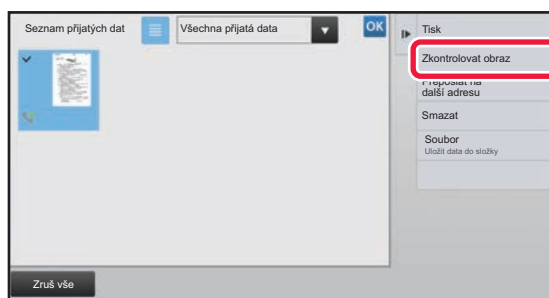 Seznam přijatých dat
Všechna přijatá data
OK
Tisk
Zkontrolovat obraz
Přeposlat na
další adresu
Smazat
Soubor
Uložit data do složky
Zruš vše